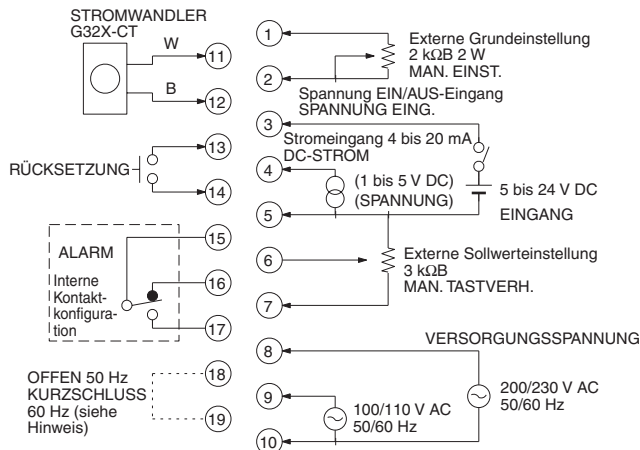 STROMWANDLER
G32X-CT
W
B
11
12
RÜCKSETZUNG
13
14
ALARM
Interne
Kontakt-
konfigura-
tion
15
16
17
OFFEN 50 Hz
KURZSCHLUSS
60 Hz (siehe
Hinweis)
18
19
1
2
Externe Grundeinstellung
2 kΩB 2 W
MAN. EINST.
Spannung EIN/AUS-Eingang
SPANNUNG EING.
3
Stromeingang 4 bis 20 mA
DC-STROM
4
(1 bis 5 V DC)
(SPANNUNG)
5
5 bis 24 V DC
EINGANG
6
Externe Sollwerteinstellung
3 kΩB
MAN. TASTVERH.
7
VERSORGUNGSSPANNUNG
8
200/230 V AC
50/60 Hz
9
100/110 V AC
50/60 Hz
10